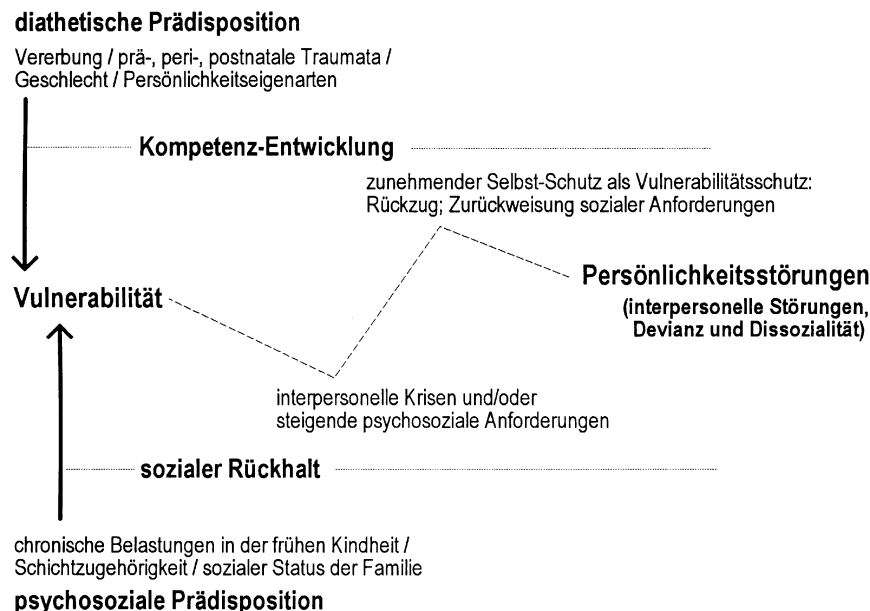 diathetische Prädisposition
Vererbung / prä-, peri-, postnatale Traumata /
Geschlecht / Persönlichkeitseigenarten
Kompetenz-Entwicklung
zunehmender Selbst-Schutz als Vulnerabilitätsschutz:
Rückzug; Zurückweisung sozialer Anforderungen
Persönlichkeitsstörungen
(interpersonelle Störungen,
Devianz und Dissozialität)
Vulnerabilität
interpersonelle Krisen und/oder
steigende psychosoziale Anforderungen
sozialer Rückhalt
chronische Belastungen in der frühen Kindheit /
Schichtzugehörigkeit / sozialer Status der Familie
psychosoziale Prädisposition